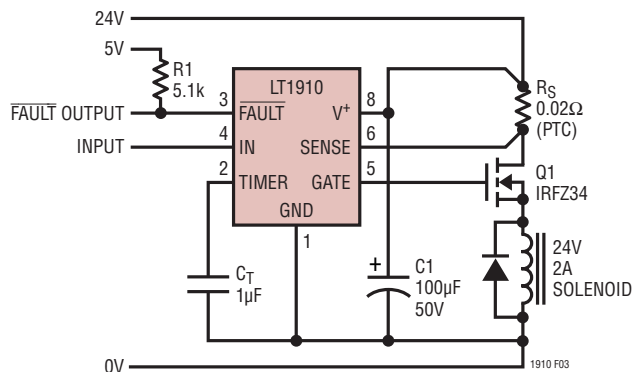 24V
5V
R1
5.1k
LT1910
RS
0.02Ω
(PTC)
3
FAULT
V+
8
FAULT OUTPUT
4
IN
SENSE
6
INPUT
2
TIMER
GATE
5
Q1
IRFZ34
GND
1
CT
1µF
+
C1
100µF
50V
24V
2A
SOLENOID
0V
1910 F03